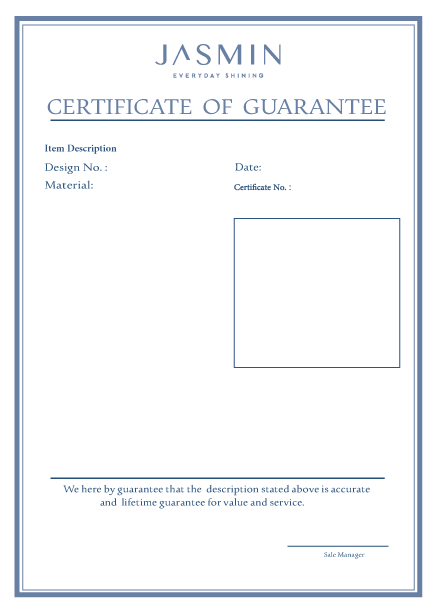 JASMIN
EVERYDAY SHINING
CERTIFICATE OF GUARANTEE
Item Description
Design No. :
Date:
Material:
Certificate No. :
We here by guarantee that the description stated above is accurate
and lifetime guarantee for value and service.
Sale Manager